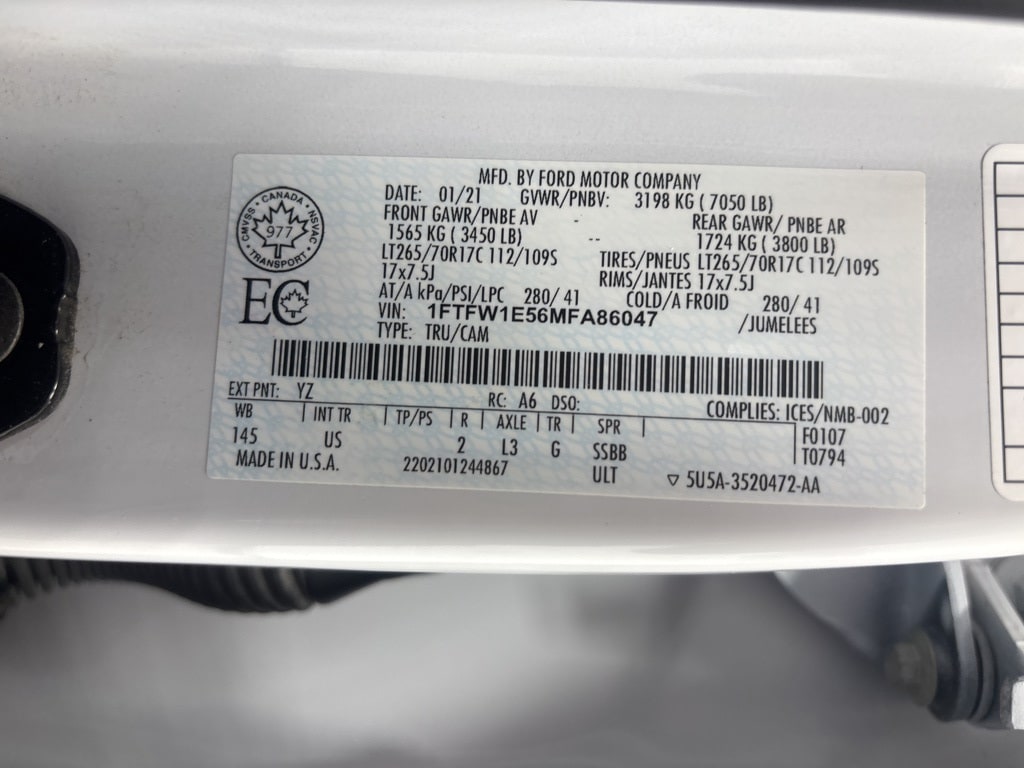 MFD. BY FORD MOTOR COMPANY
DATE: 01/21 GVWR/PNBV: 3198 KG ( 7050 LB)
FRONT GAWR/PNBE AV - REAR GAWR/ PNBE AR
1565 KG ( 3450 LB) -- 1724 KG ( 3800 LB)
LT265/70R17C 112/109S TIRES/PNEUS LT265/70R17C 112/109S
17x7.5J RIMS/JANTES 17x7.5J
AT/A kPa/PSI/LPC 280/ 41 COLD/A FROID 280/ 41
VIN: 1FTFW1E56MFA86047 /JUMELEES
TYPE: TRU/CAM
CMVSS · CANADA · NSVAC · TRANSPORT ·
977
EC
EXT PNT: YZ RC: A6 DSO: COMPLIES: ICES/NMB-002
WB | INT TR | TP/PS | R | AXLE | TR | SPR | F0107
145 US 2 L3 G SSBB T0794
MADE IN U.S.A. 2202101244867 ULT ▽ 5U5A-3520472-AA